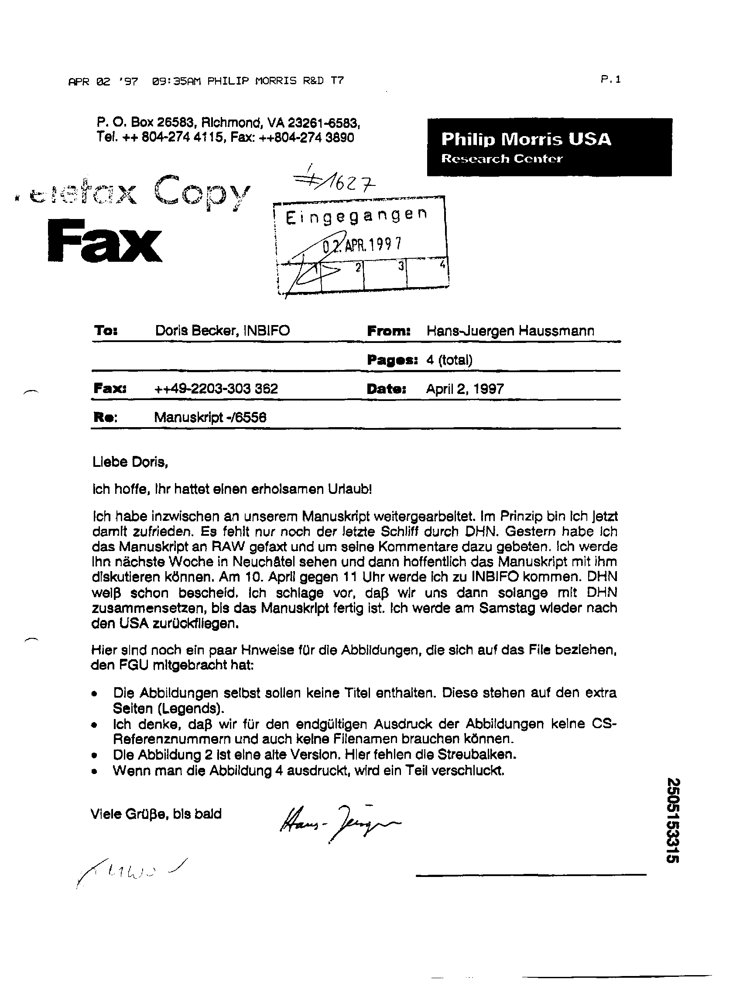 APR 02 '97 09:35AM PHILIP MORRIS R&D T7 P.1
P. O. Box 26583, Richmond, VA 23261-6583,
Tel. ++ 804-274 4115, Fax: ++804-274 3890
Philip Morris USA
Research Center
#1627
Telefax Copy
Fax
Eingegangen
02. APR. 1997
1 2 3 4
To: Doris Becker, INBIFO From: Hans-Juergen Haussmann
Pages: 4 (total)
Fax: ++49-2203-303 362 Date: April 2, 1997
Re: Manuskript -/6556
Liebe Doris,
ich hoffe, Ihr hattet einen erholsamen Urlaub!
Ich habe inzwischen an unserem Manuskript weitergearbeitet. Im Prinzip bin ich jetzt
damit zufrieden. Es fehlt nur noch der letzte Schliff durch DHN. Gestern habe ich
das Manuskript an RAW gefaxt und um seine Kommentare dazu gebeten. Ich werde
ihn nächste Woche in Neuchâtel sehen und dann hoffentlich das Manuskript mit ihm
diskutieren können. Am 10. April gegen 11 Uhr werde ich zu INBIFO kommen. DHN
weiß schon bescheid. Ich schlage vor, daß wir uns dann solange mit DHN
zusammensetzen, bis das Manuskript fertig ist. Ich werde am Samstag wieder nach
den USA zurückfliegen.
Hier sind noch ein paar Hnweise für die Abbildungen, die sich auf das File beziehen,
den FGU mitgebracht hat:
• Die Abbildungen selbst sollen keine Titel enthalten. Diese stehen auf den extra
Seiten (Legends).
• Ich denke, daß wir für den endgültigen Ausdruck der Abbildungen keine CS-
Referenznummern und auch keine Filenamen brauchen können.
• Die Abbildung 2 ist eine alte Version. Hier fehlen die Streubalken.
• Wenn man die Abbildung 4 ausdruckt, wird ein Teil verschluckt.
Viele Grüße, bis bald
Hans-Jürgen
2505153315